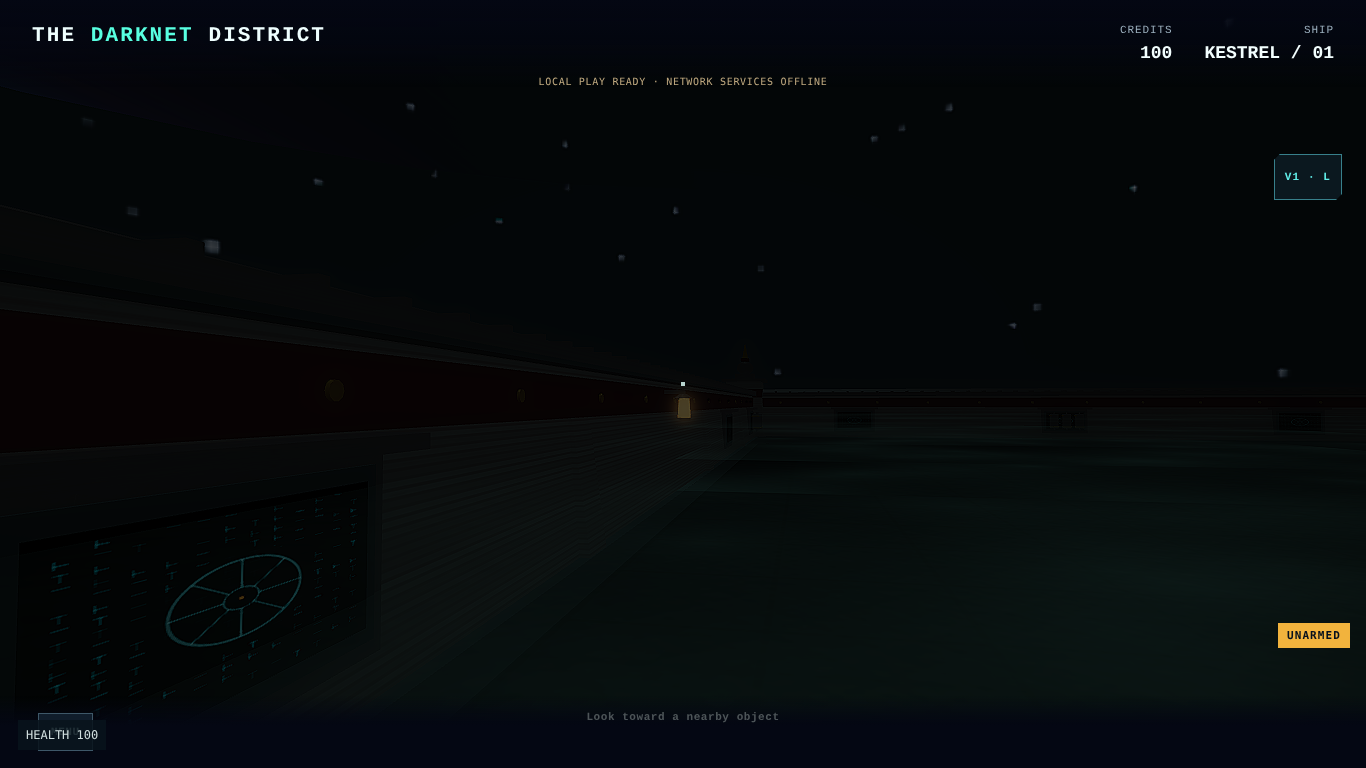 THE DARKNET DISTRICT
CREDITS
100
SHIP
KESTREL / 01
LOCAL PLAY READY · NETWORK SERVICES OFFLINE
V1 · L
UNARMED
Look toward a nearby object
HEALTH 100